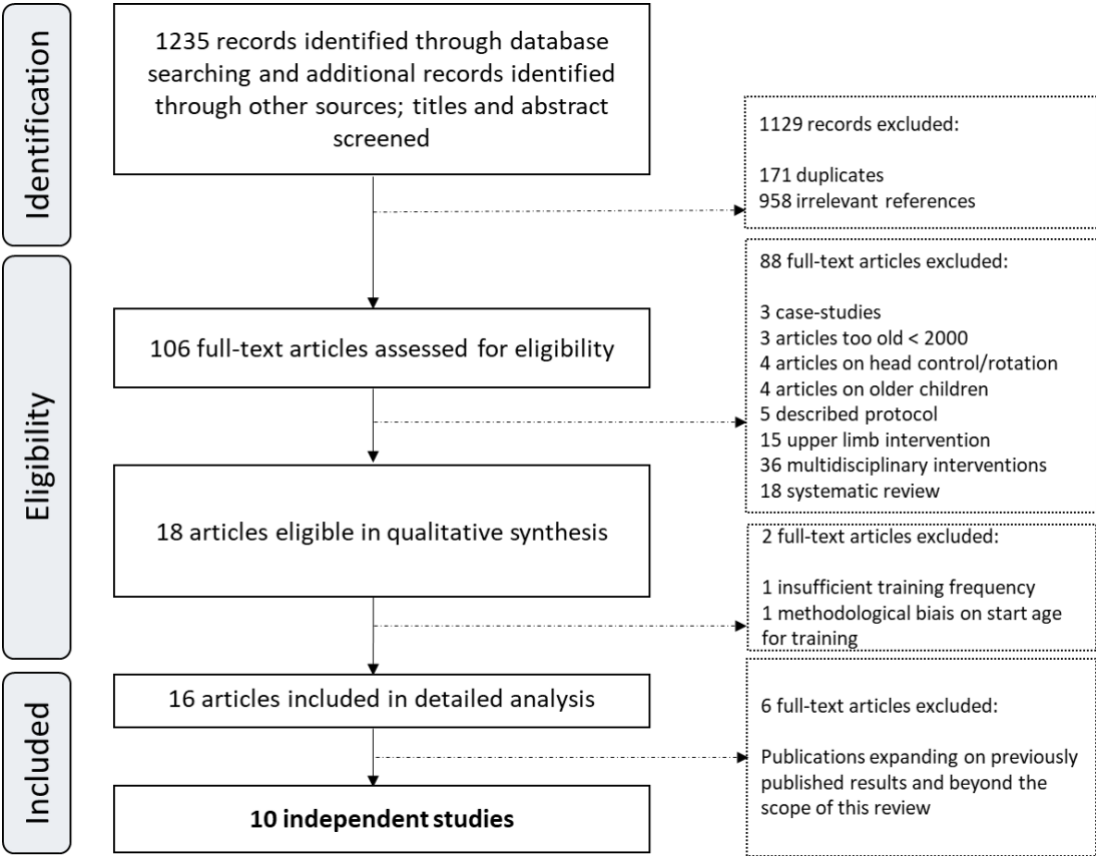 Identification
1235 records identified through database
searching and additional records identified
through other sources; titles and abstract
screened
1129 records excluded:
171 duplicates
958 irrelevant references
Eligibility
106 full-text articles assessed for eligibility
88 full-text articles excluded:
3 case-studies
3 articles too old < 2000
4 articles on head control/rotation
4 articles on older children
5 described protocol
15 upper limb intervention
36 multidisciplinary interventions
18 systematic review
18 articles eligible in qualitative synthesis
2 full-text articles excluded:
1 insufficient training frequency
1 methodological biais on start age
for training
Included
16 articles included in detailed analysis
6 full-text articles excluded:
Publications expanding on previously
published results and beyond the
scope of this review
10 independent studies